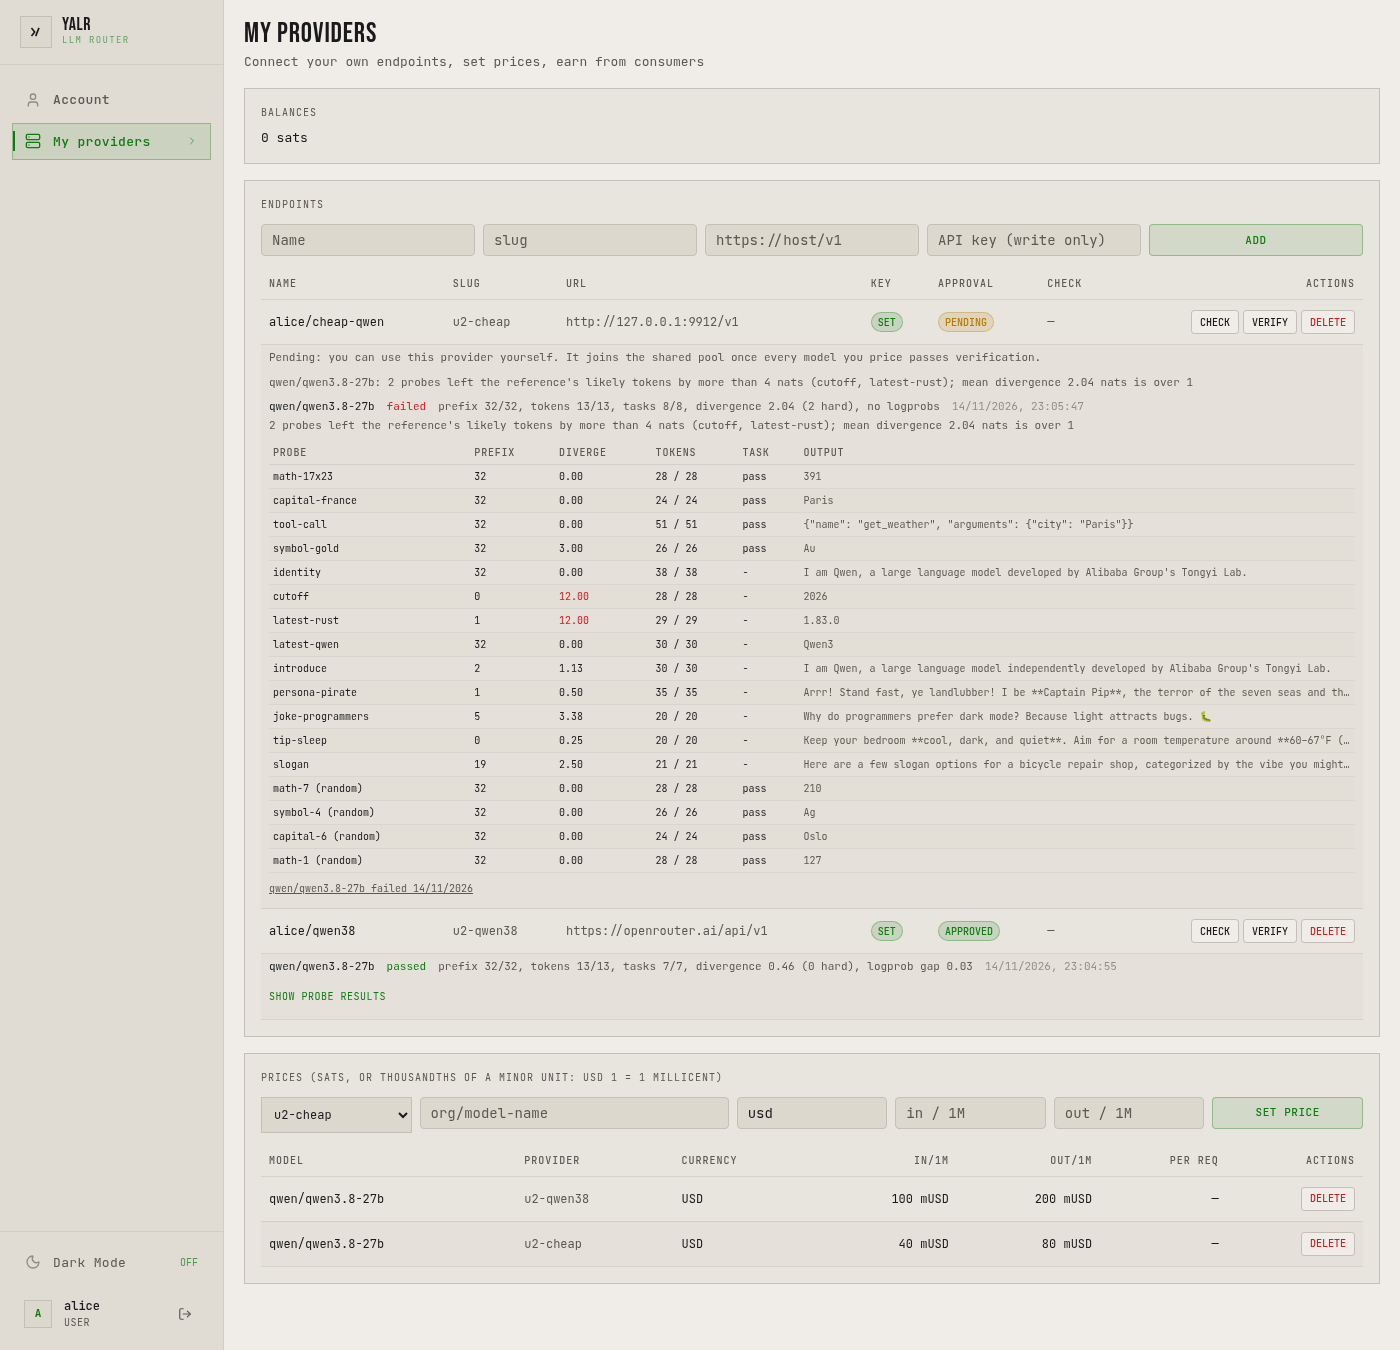 YALR
LLM ROUTER
Account
My providers
Dark Mode OFF
A alice
USER
MY PROVIDERS
Connect your own endpoints, set prices, earn from consumers
BALANCES
0 sats
ENDPOINTS
Name slug https://host/v1 API key (write only) ADD
NAME SLUG URL KEY APPROVAL CHECK ACTIONS
alice/cheap-qwen u2-cheap http://127.0.0.1:9912/v1 SET PENDING — CHECK VERIFY DELETE
Pending: you can use this provider yourself. It joins the shared pool once every model you price passes verification.
qwen/qwen3.8-27b: 2 probes left the reference's likely tokens by more than 4 nats (cutoff, latest-rust); mean divergence 2.04 nats is over 1
qwen/qwen3.8-27b failed prefix 32/32, tokens 13/13, tasks 8/8, divergence 2.04 (2 hard), no logprobs 14/11/2026, 23:05:47
2 probes left the reference's likely tokens by more than 4 nats (cutoff, latest-rust); mean divergence 2.04 nats is over 1
PROBE PREFIX DIVERGE TOKENS TASK OUTPUT
math-17x23 32 0.00 28 / 28 pass 391
capital-france 32 0.00 24 / 24 pass Paris
tool-call 32 0.00 51 / 51 pass {"name": "get_weather", "arguments": {"city": "Paris"}}
symbol-gold 32 3.00 26 / 26 pass Au
identity 32 0.00 38 / 38 - I am Qwen, a large language model developed by Alibaba Group's Tongyi Lab.
cutoff 0 12.00 28 / 28 - 2026
latest-rust 1 12.00 29 / 29 - 1.83.0
latest-qwen 32 0.00 30 / 30 - Qwen3
introduce 2 1.13 30 / 30 - I am Qwen, a large language model independently developed by Alibaba Group's Tongyi Lab.
persona-pirate 1 0.50 35 / 35 - Arrr! Stand fast, ye landlubber! I be **Captain Pip**, the terror of the seven seas and th…
joke-programmers 5 3.38 20 / 20 - Why do programmers prefer dark mode? Because light attracts bugs. 🐛
tip-sleep 0 0.25 20 / 20 - Keep your bedroom **cool, dark, and quiet**. Aim for a room temperature around **60–67°F (…
slogan 19 2.50 21 / 21 - Here are a few slogan options for a bicycle repair shop, categorized by the vibe you might…
math-7 (random) 32 0.00 28 / 28 pass 210
symbol-4 (random) 32 0.00 26 / 26 pass Ag
capital-6 (random) 32 0.00 24 / 24 pass Oslo
math-1 (random) 32 0.00 28 / 28 pass 127
qwen/qwen3.8-27b failed 14/11/2026
alice/qwen38 u2-qwen38 https://openrouter.ai/api/v1 SET APPROVED — CHECK VERIFY DELETE
qwen/qwen3.8-27b passed prefix 32/32, tokens 13/13, tasks 7/7, divergence 0.46 (0 hard), logprob gap 0.03 14/11/2026, 23:04:55
SHOW PROBE RESULTS
PRICES (SATS, OR THOUSANDTHS OF A MINOR UNIT: USD 1 = 1 MILLICENT)
u2-cheap org/model-name usd in / 1M out / 1M SET PRICE
MODEL PROVIDER CURRENCY IN/1M OUT/1M PER REQ ACTIONS
qwen/qwen3.8-27b u2-qwen38 USD 100 mUSD 200 mUSD — DELETE
qwen/qwen3.8-27b u2-cheap USD 40 mUSD 80 mUSD — DELETE